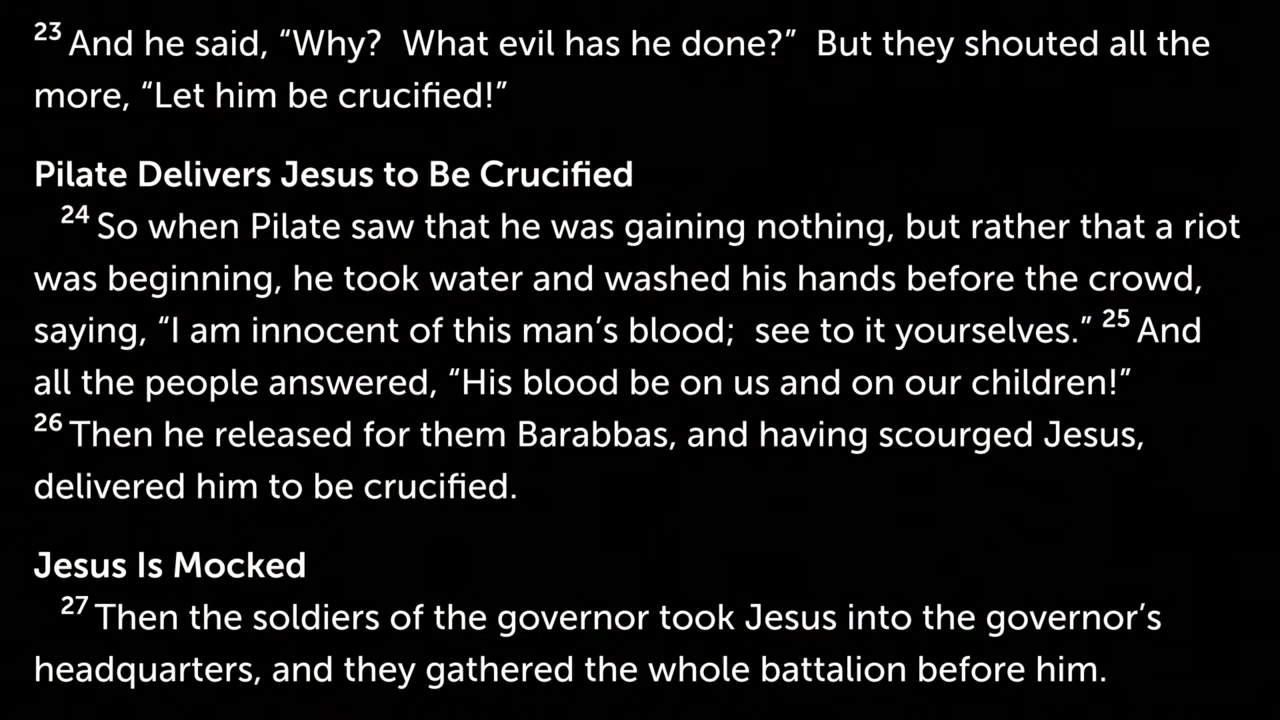 23 And he said, “Why?  What evil has he done?”  But they shouted all the
more, “Let him be crucified!”
Pilate Delivers Jesus to Be Crucified
24 So when Pilate saw that he was gaining nothing, but rather that a riot
was beginning, he took water and washed his hands before the crowd,
saying, “I am innocent of this man’s blood;  see to it yourselves.” 25 And
all the people answered, “His blood be on us and on our children!”
26 Then he released for them Barabbas, and having scourged Jesus,
delivered him to be crucified.
Jesus Is Mocked
27 Then the soldiers of the governor took Jesus into the governor’s
headquarters, and they gathered the whole battalion before him.